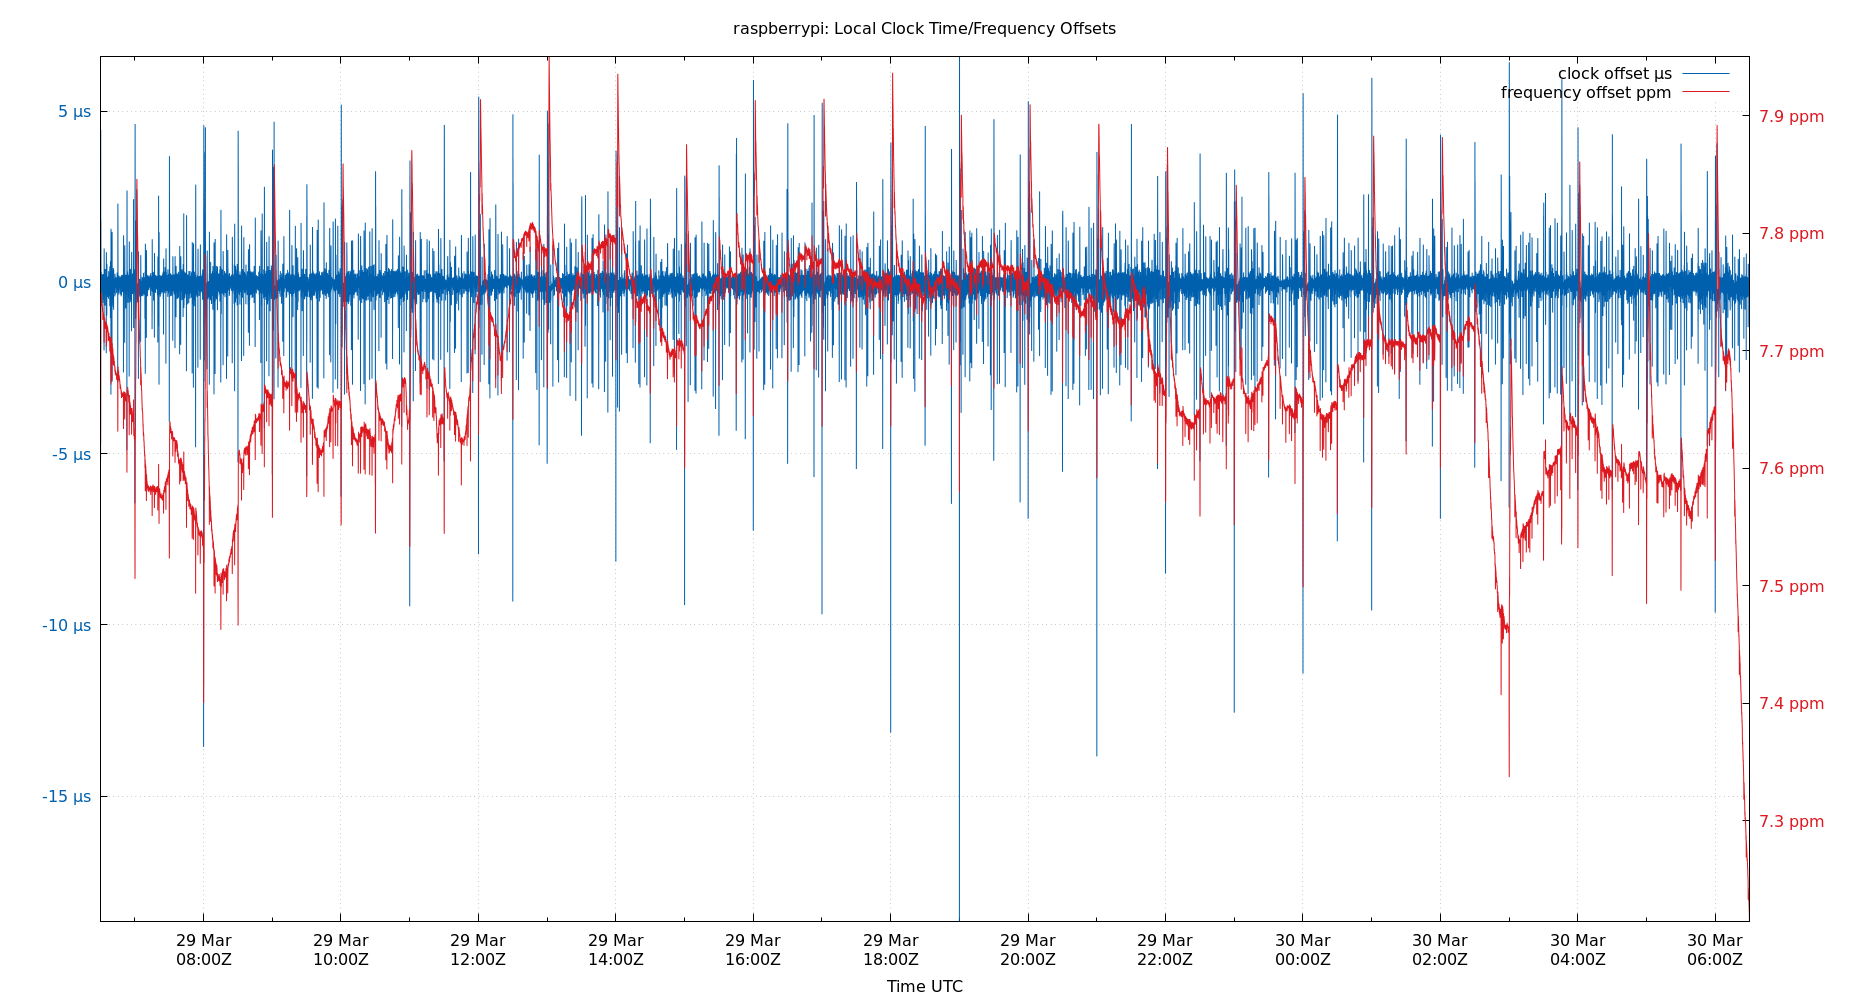 raspberrypi: Local Clock Time/Frequency Offsets
clock offset µs
frequency offset ppm
5 µs
0 µs
-5 µs
-10 µs
-15 µs
7.9 ppm
7.8 ppm
7.7 ppm
7.6 ppm
7.5 ppm
7.4 ppm
7.3 ppm
29 Mar 29 Mar 29 Mar 29 Mar 29 Mar 29 Mar 29 Mar 29 Mar 30 Mar 30 Mar 30 Mar 30 Mar
08:00Z 10:00Z 12:00Z 14:00Z 16:00Z 18:00Z 20:00Z 22:00Z 00:00Z 02:00Z 04:00Z 06:00Z
Time UTC